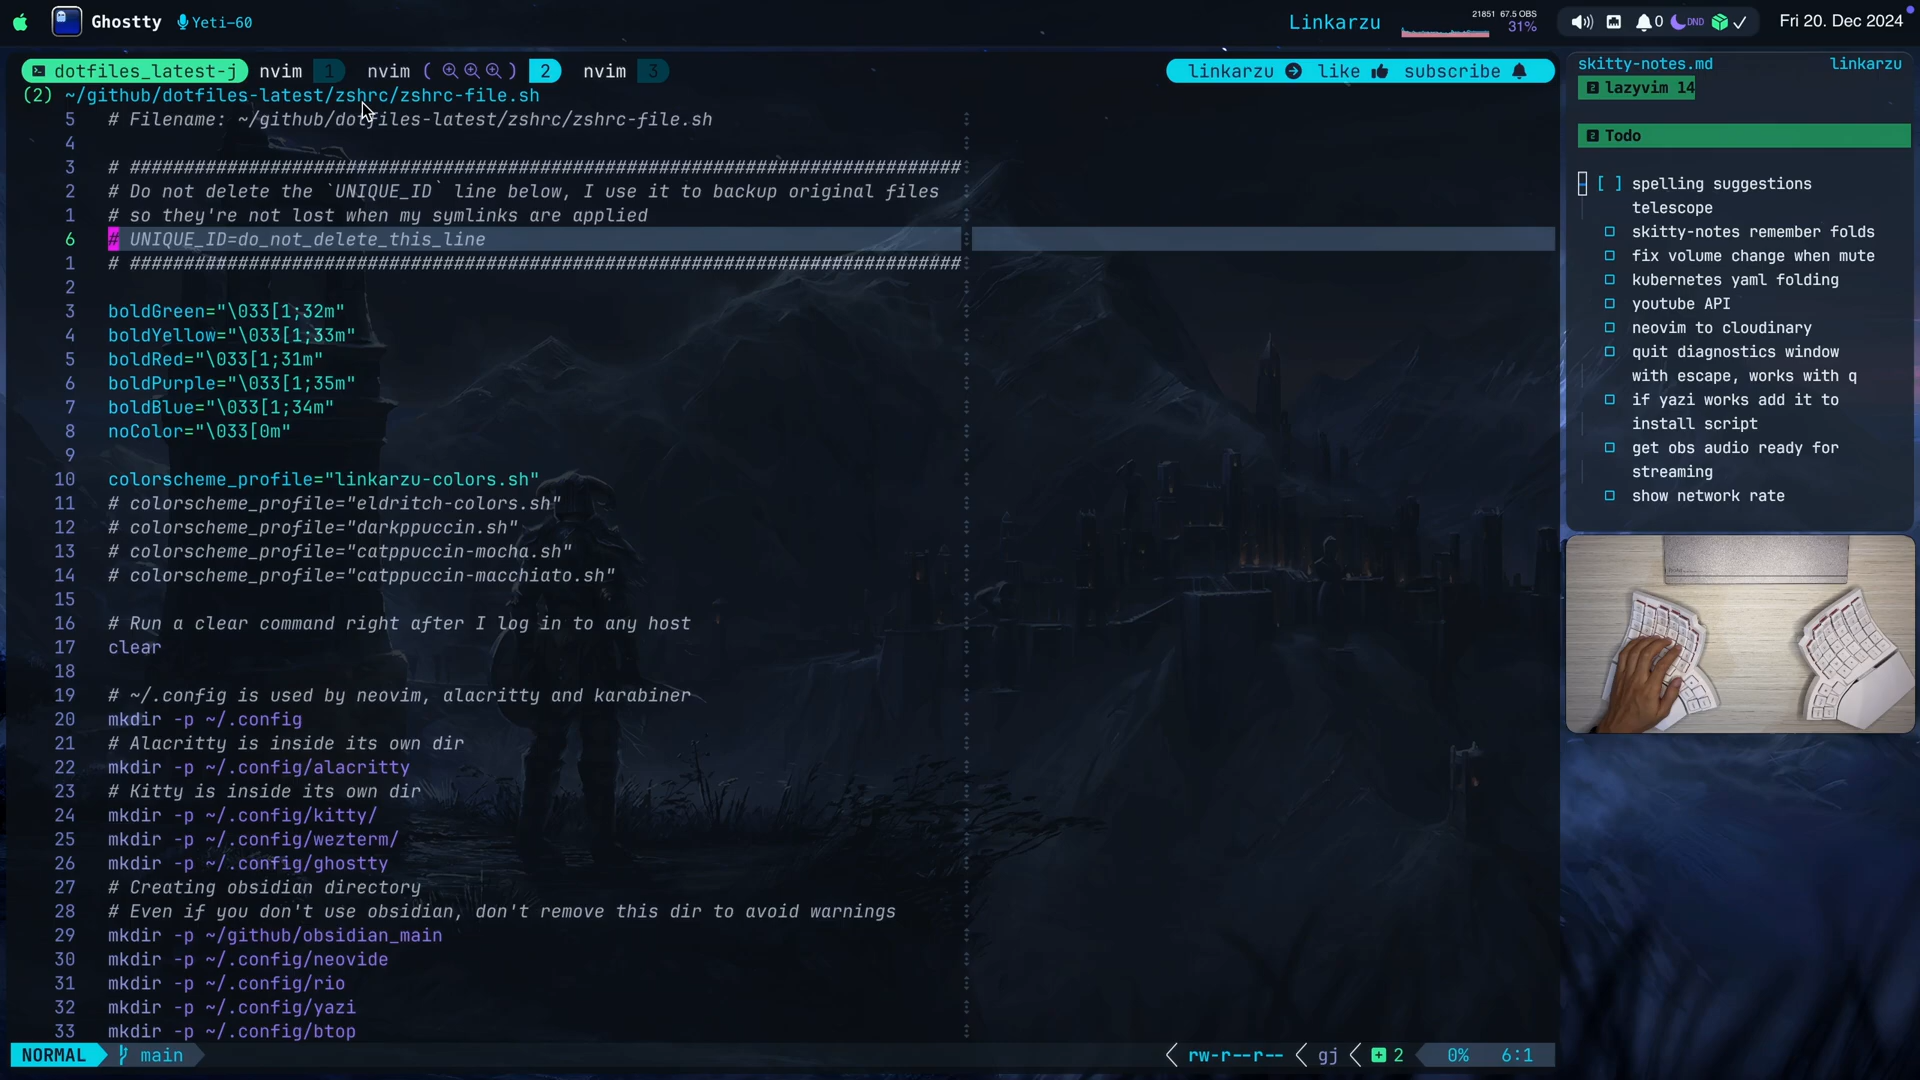 Ghostty Yeti-60 Linkarzu 21851 67.5 OBS 31% 0 DND Fri 20. Dec 2024
dotfiles_latest-j nvim 1 nvim ( ) 2 nvim 3 linkarzu like subscribe
(2) ~/github/dotfiles-latest/zshrc/zshrc-file.sh
5 # Filename: ~/github/dotfiles-latest/zshrc/zshrc-file.sh
4
3 # #############################################################################
2 # Do not delete the `UNIQUE_ID` line below, I use it to backup original files
1 # so they're not lost when my symlinks are applied
6 # UNIQUE_ID=do_not_delete_this_line
1 # #############################################################################
2
3 boldGreen="\033[1;32m"
4 boldYellow="\033[1;33m"
5 boldRed="\033[1;31m"
6 boldPurple="\033[1;35m"
7 boldBlue="\033[1;34m"
8 noColor="\033[0m"
9
10 colorscheme_profile="linkarzu-colors.sh"
11 # colorscheme_profile="eldritch-colors.sh"
12 # colorscheme_profile="darkppuccin.sh"
13 # colorscheme_profile="catppuccin-mocha.sh"
14 # colorscheme_profile="catppuccin-macchiato.sh"
15
16 # Run a clear command right after I log in to any host
17 clear
18
19 # ~/.config is used by neovim, alacritty and karabiner
20 mkdir -p ~/.config
21 # Alacritty is inside its own dir
22 mkdir -p ~/.config/alacritty
23 # Kitty is inside its own dir
24 mkdir -p ~/.config/kitty/
25 mkdir -p ~/.config/wezterm/
26 mkdir -p ~/.config/ghostty
27 # Creating obsidian directory
28 # Even if you don't use obsidian, don't remove this dir to avoid warnings
29 mkdir -p ~/github/obsidian_main
30 mkdir -p ~/.config/neovide
31 mkdir -p ~/.config/rio
32 mkdir -p ~/.config/yazi
33 mkdir -p ~/.config/btop
NORMAL main rw-r--r-- gj 2 0% 6:1
skitty-notes.md linkarzu
2 lazyvim 14
2 Todo
[ ] spelling suggestions
telescope
skitty-notes remember folds
fix volume change when mute
kubernetes yaml folding
youtube API
neovim to cloudinary
quit diagnostics window
with escape, works with q
if yazi works add it to
install script
get obs audio ready for
streaming
show network rate